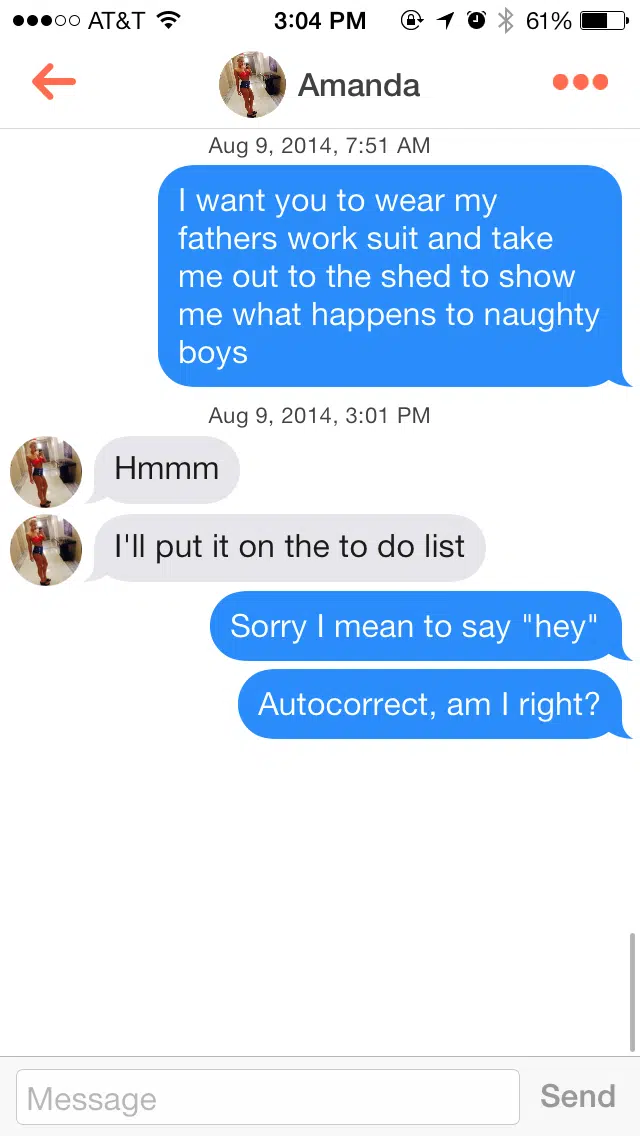 AT&T 3:04 PM 61%
Amanda
Aug 9, 2014, 7:51 AM
I want you to wear my
fathers work suit and take
me out to the shed to show
me what happens to naughty
boys
Aug 9, 2014, 3:01 PM
Hmmm
I'll put it on the to do list
Sorry I mean to say "hey"
Autocorrect, am I right?
Message Send